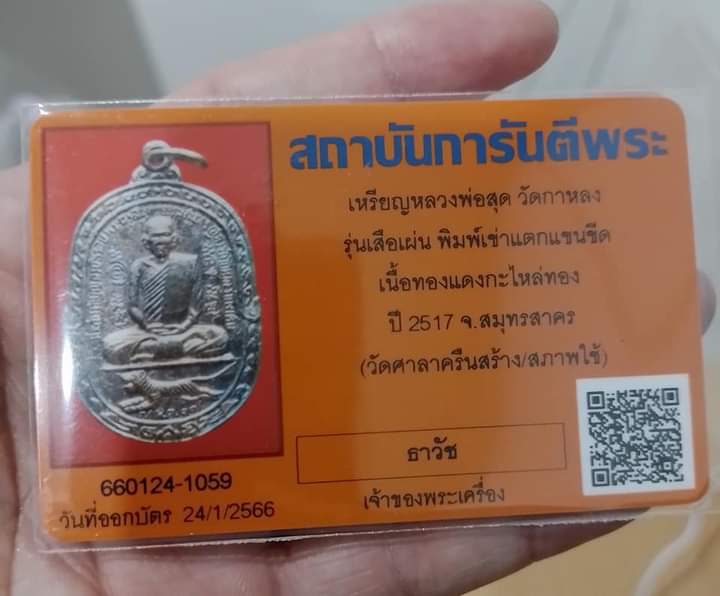 สถาบันการันตีพระ
เหรียญหลวงพ่อสุด วัดกาหลง
รุ่นเสือเผ่น พิมพ์เข่าแตกแขนขีด
เนื้อทองแดงกะไหล่ทอง
ปี 2517 จ.สมุทรสาคร
(วัดศาลาครืนสร้าง/สภาพใช้)
ธาวัช
เจ้าของพระเครื่อง
660124-1059
วันที่ออกบัตร 24/1/2566